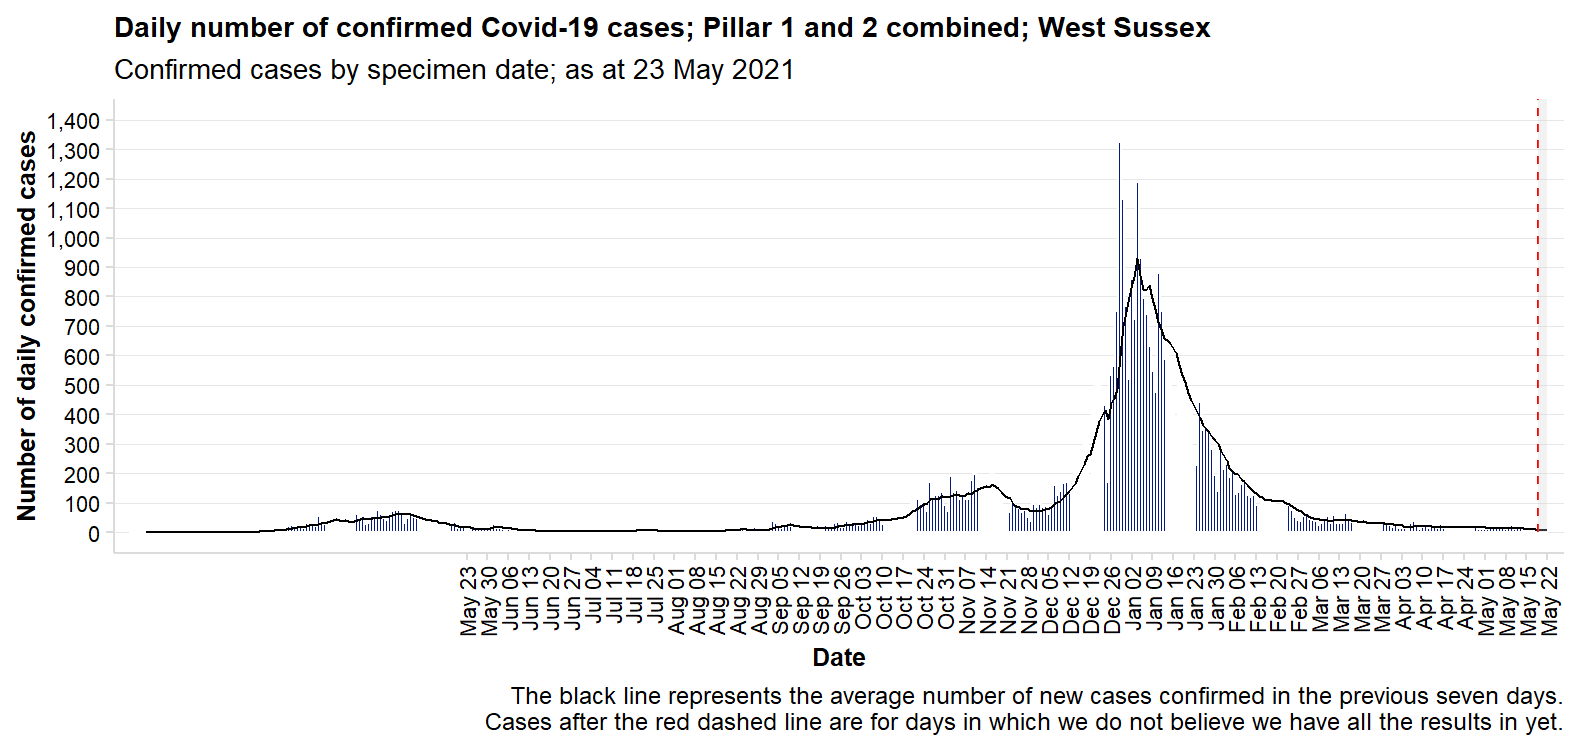 Daily number of confirmed Covid-19 cases; Pillar 1 and 2 combined; West Sussex
Confirmed cases by specimen date; as at 23 May 2021
Number of daily confirmed cases
1,400
1,300
1,200
1,100
1,000
900
800
700
600
500
400
300
200
100
0
May 23
May 30
Jun 06
Jun 13
Jun 20
Jun 27
Jul 04
Jul 11
Jul 18
Jul 25
Aug 01
Aug 08
Aug 15
Aug 22
Aug 29
Sep 05
Sep 12
Sep 19
Sep 26
Oct 03
Oct 10
Oct 17
Oct 24
Oct 31
Nov 07
Nov 14
Nov 21
Nov 28
Dec 05
Dec 12
Dec 19
Dec 26
Jan 02
Jan 09
Jan 16
Jan 23
Jan 30
Feb 06
Feb 13
Feb 20
Feb 27
Mar 06
Mar 13
Mar 20
Mar 27
Apr 03
Apr 10
Apr 17
Apr 24
May 01
May 08
May 15
May 22
Date
The black line represents the average number of new cases confirmed in the previous seven days.
Cases after the red dashed line are for days in which we do not believe we have all the results in yet.